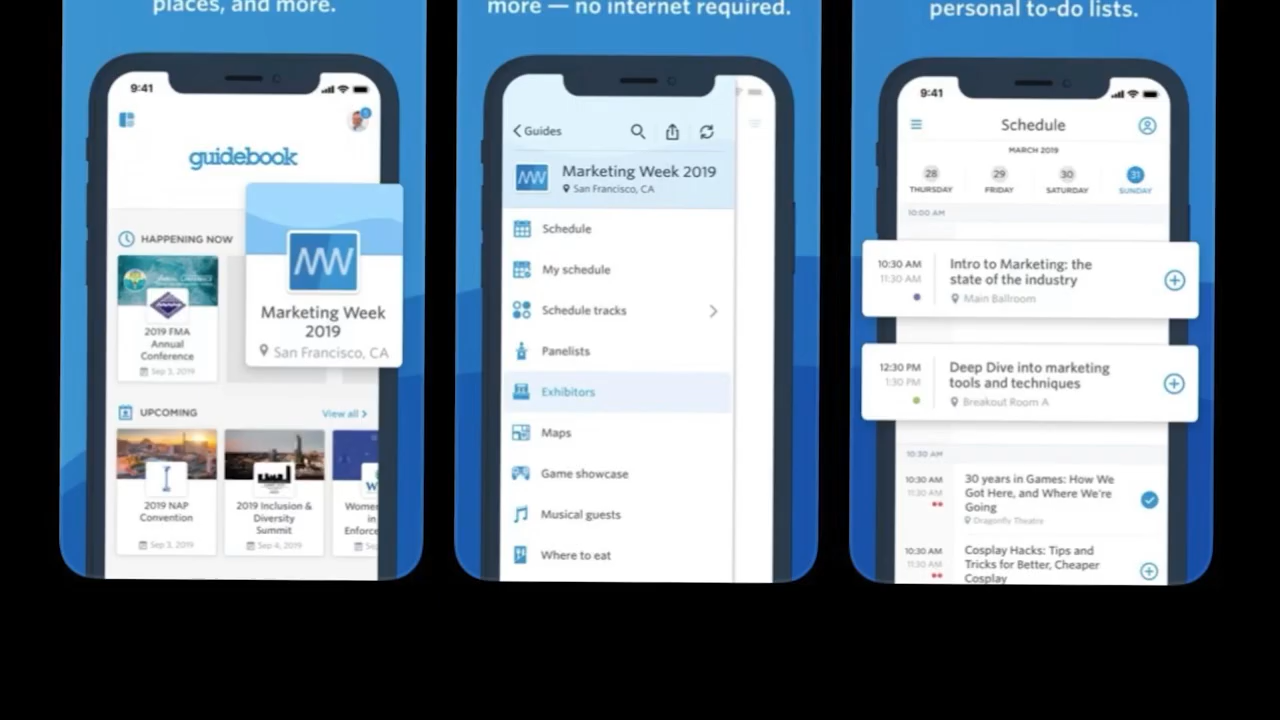 places, and more.
9:41
guidebook
Marketing Week
2019
San Francisco, CA
HAPPENING NOW
2019 FMA
Annual
Conference
Sep 3, 2019
UPCOMING
View all >
2019 NAP
Convention
Sep 3, 2019
2019 Inclusion &
Diversity
Summit
Sep 4, 2019
in
more — no internet required.
Guides
Marketing Week 2019
San Francisco, CA
Schedule
My schedule
Schedule tracks
Panelists
Exhibitors
Maps
Game showcase
Musical guests
Where to eat
personal to-do lists.
9:41
Schedule
MARCH 2019
28 29 30 31
THURSDAY FRIDAY SATURDAY SUNDAY
10:00 AM
10:30 AM
11:30 AM
Intro to Marketing: the
state of the industry
Main Ballroom
12:30 PM
1:30 PM
Deep Dive into marketing
tools and techniques
Breakout Room A
10:30 AM
10:30 AM
11:30 AM
30 years in Games: How We
Got Here, and Where We're
Going
Dragonfly Theatre
10:30 AM
11:30 AM
Cosplay Hacks: Tips and
Tricks for Better, Cheaper
Cosplay